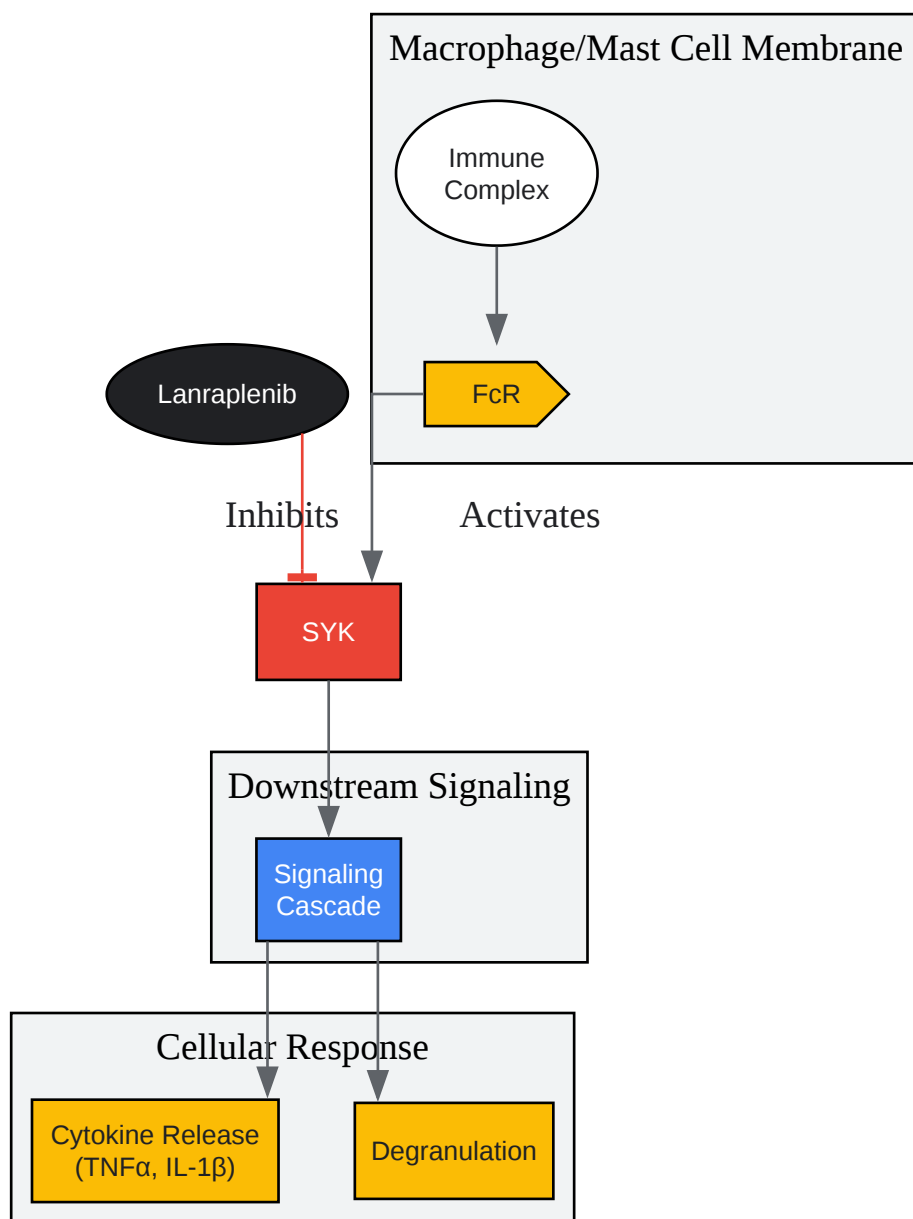 Macrophage/Mast Cell Membrane
Immune
Complex
Lanraplenib
FcR
Inhibits
Activates
SYK
Downstream Signaling
Signaling
Cascade
Cellular Response
Cytokine Release
(TNFα, IL-1β)
Degranulation